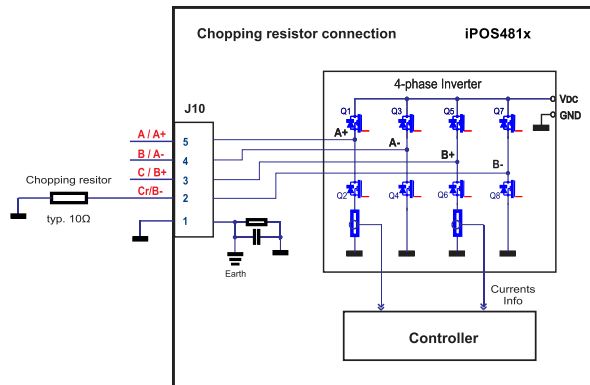 Chopping resistor connection iPOS481x
4-phase Inverter
J10
Q1 Q3 Q5 Q7
VDC
GND
A / A+ 5 A+
B / A- 4 A-
C / B+ 3 B+
Chopping resitor Cr/B- 2 B-
typ. 10Ω
Q2 Q4 Q6 Q8
1
Earth
Currents
Info
Controller